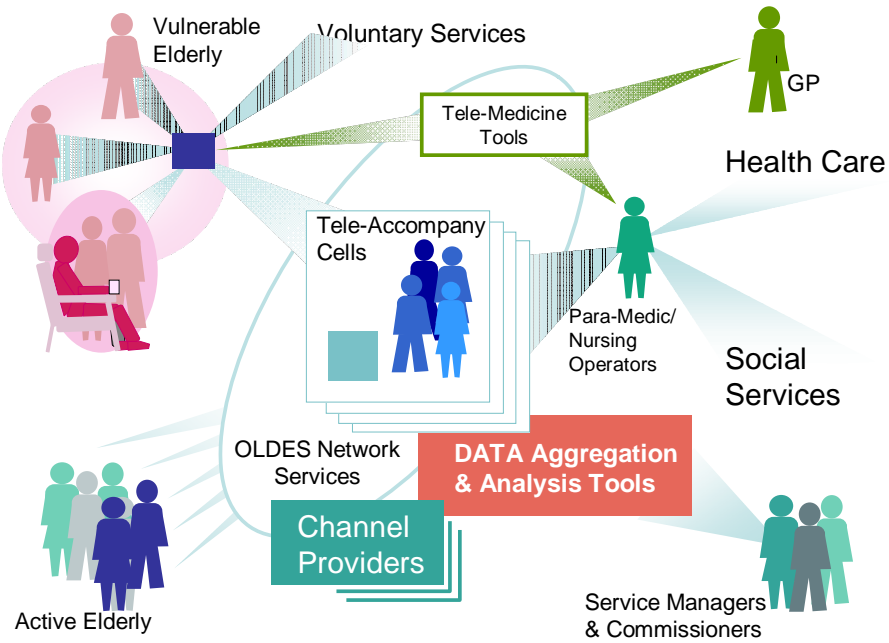 Vulnerable
Elderly
Voluntary Services
GP
Tele-Medicine
Tools
Health Care
Tele-Accompany
Cells
Para-Medic/
Nursing
Operators
Social
Services
OLDES Network
Services
DATA Aggregation
& Analysis Tools
Channel
Providers
Active Elderly
Service Managers
& Commissioners